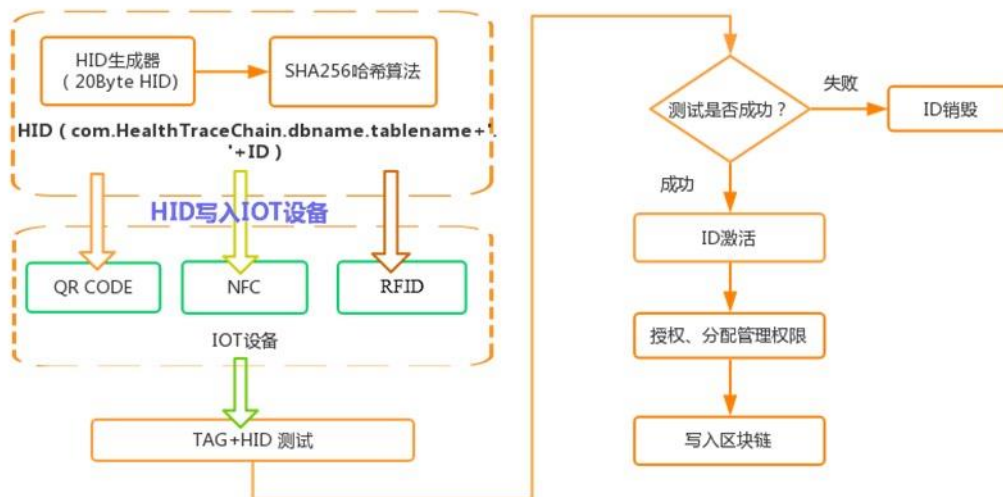 HID生成器
( 20Byte HID)
SHA256哈希算法
HID ( com.HealthTraceChain.dbname.tablename+'.
'+ID )
HID写入IOT设备
QR CODE
NFC
RFID
IOT设备
TAG+HID 测试
测试是否成功？
失败
ID销毁
成功
ID激活
授权、分配管理权限
写入区块链